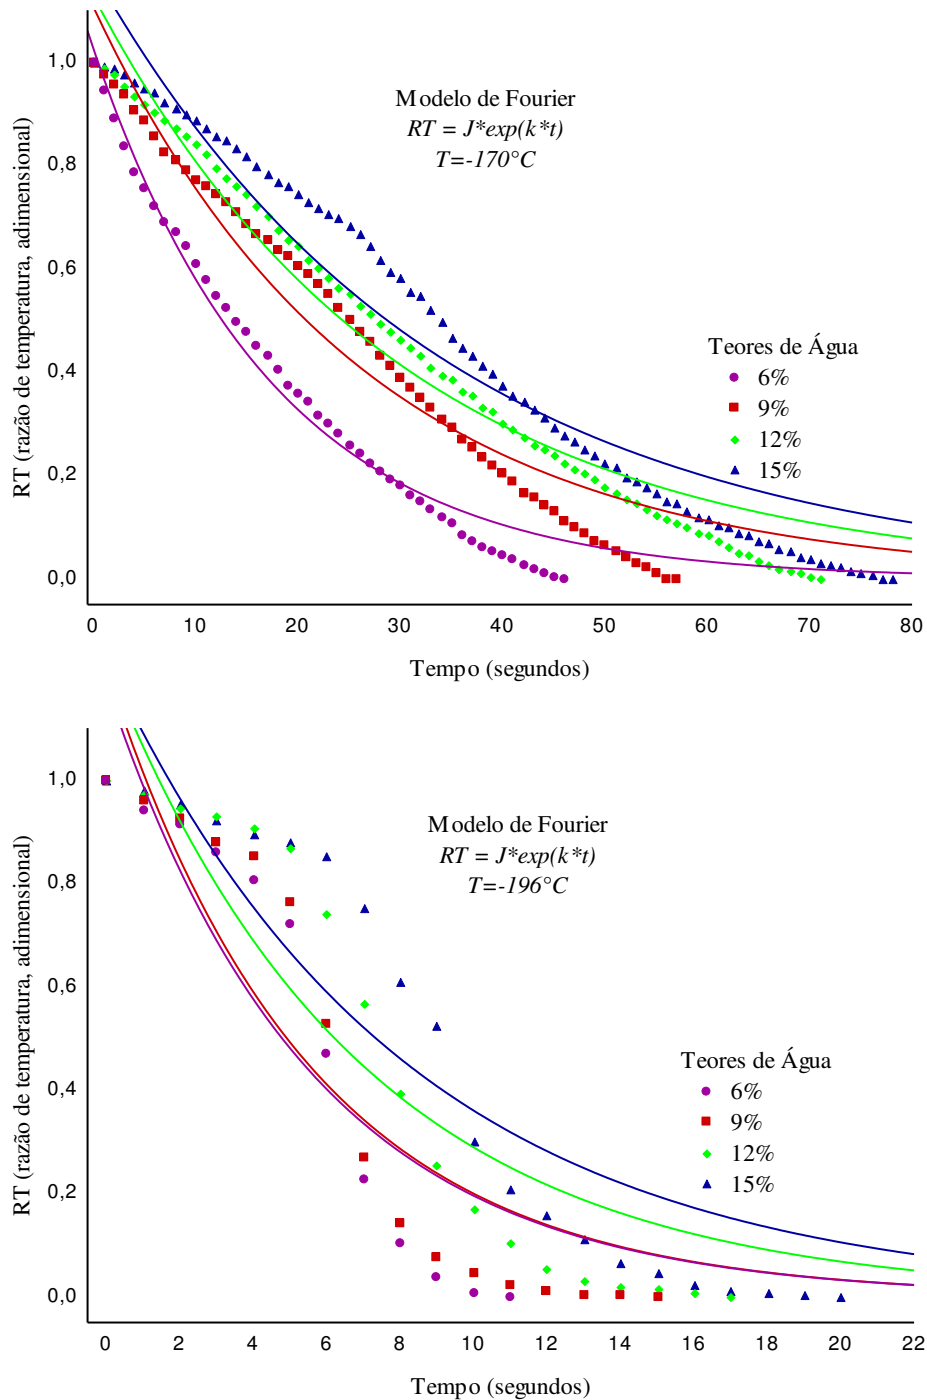 1,0
0,8
0,6
0,4
0,2
0,0
RT (razão de temperatura, adimensional)
Modelo de Fourier
RT = J*exp(k*t)
T=-170°C
Teores de Água
6%
9%
12%
15%
0 10 20 30 40 50 60 70 80
Tempo (segundos)
1,0
0,8
0,6
0,4
0,2
0,0
RT (razão de temperatura, adimensional)
Modelo de Fourier
RT = J*exp(k*t)
T=-196°C
Teores de Água
6%
9%
12%
15%
0 2 4 6 8 10 12 14 16 18 20 22
Tempo (segundos)